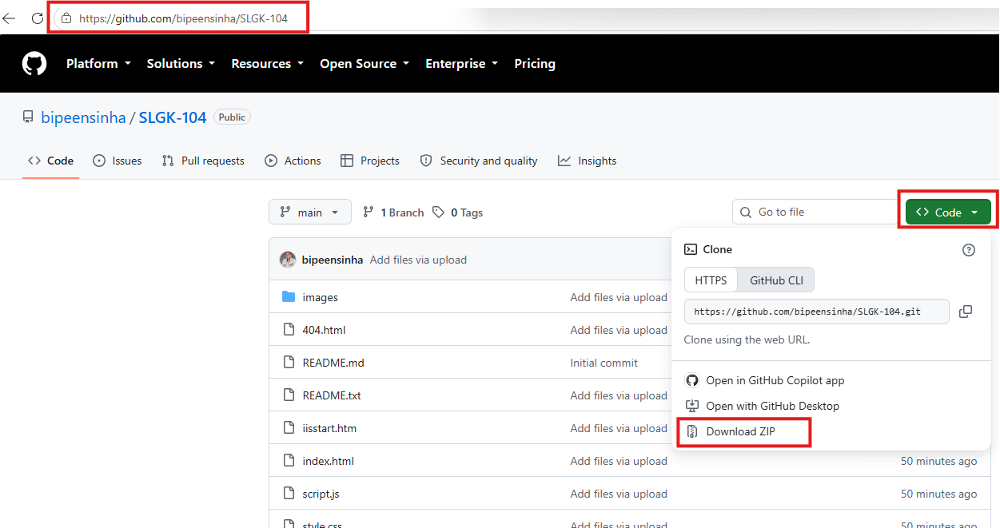 https://github.com/bipeensinha/SLGK-104
Platform Solutions Resources Open Source Enterprise Pricing
bipeensinha / SLGK-104 Public
Code Issues Pull requests Actions Projects Security and quality Insights
main 1 Branch 0 Tags Go to file Code
bipeensinha Add files via upload
images Add files via upload
404.html Add files via upload
README.md Initial commit
README.txt Add files via upload
iisstart.htm Add files via upload
index.html Add files via upload 50 minutes ago
script.js Add files via upload 50 minutes ago
style.css Add files via upload 50 minutes ago
Clone
HTTPS GitHub CLI
https://github.com/bipeensinha/SLGK-104.git
Clone using the web URL.
Open in GitHub Copilot app
Open with GitHub Desktop
Download ZIP